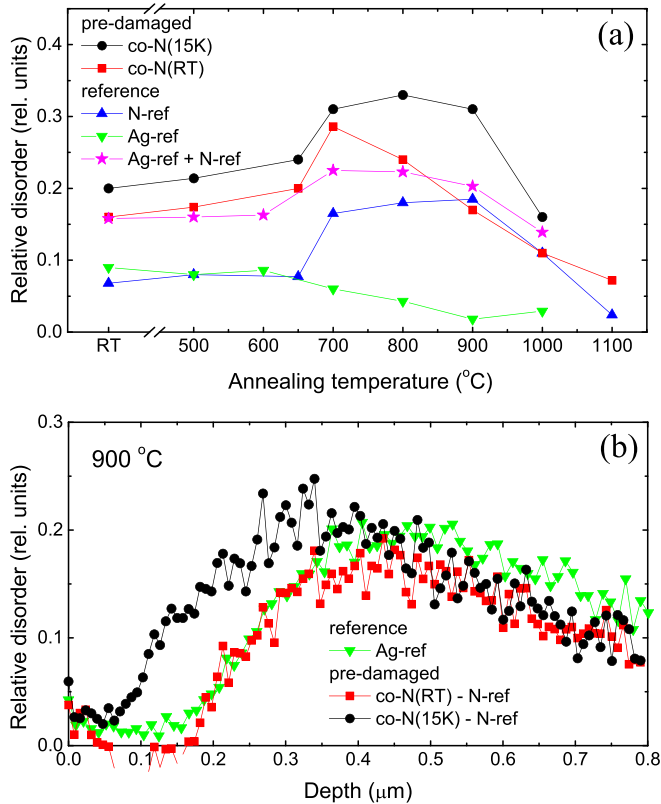 (a)
pre-damaged
co-N(15K)
co-N(RT)
reference
N-ref
Ag-ref
Ag-ref + N-ref
Relative disorder (rel. units)
0.4
0.3
0.2
0.1
0.0
RT 500 600 700 800 900 1000 1100
Annealing temperature (°C)
(b)
900 °C
Relative disorder (rel. units)
0.3
0.2
0.1
0.0
reference
Ag-ref
pre-damaged
co-N(RT) - N-ref
co-N(15K) - N-ref
0.0 0.1 0.2 0.3 0.4 0.5 0.6 0.7 0.8
Depth (μm)